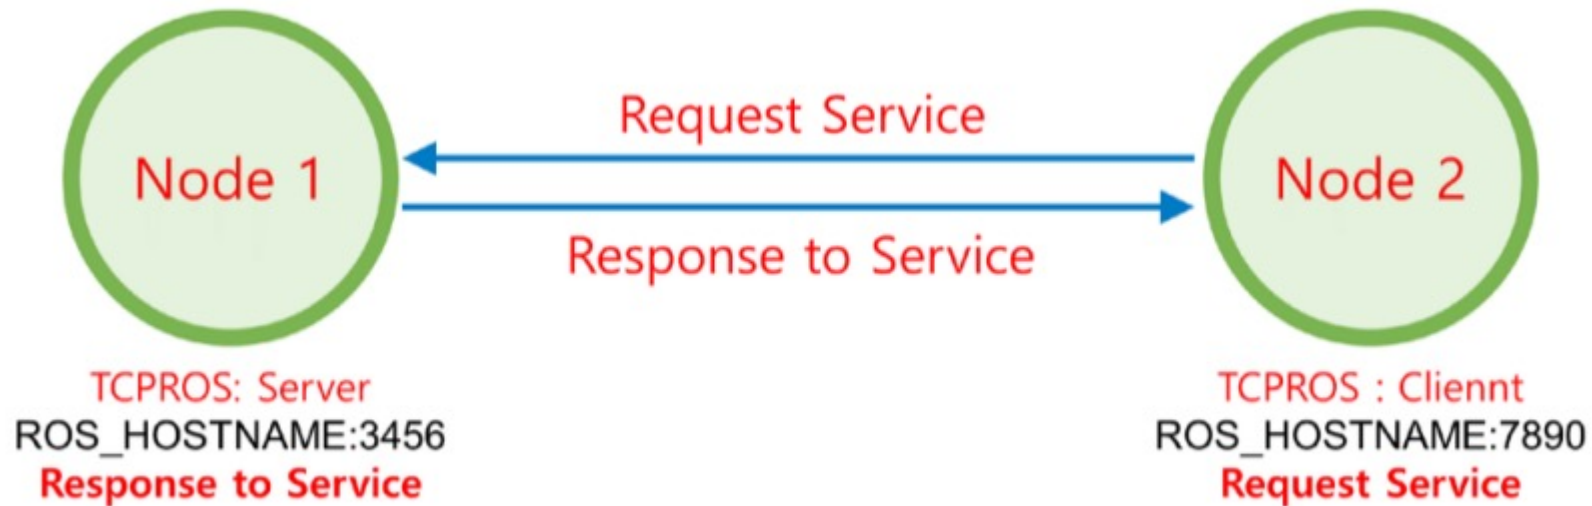 Request Service
Node 1
Node 2
Response to Service
TCPROS: Server
ROS_HOSTNAME:3456
Response to Service
TCPROS : Cliennt
ROS_HOSTNAME:7890
Request Service